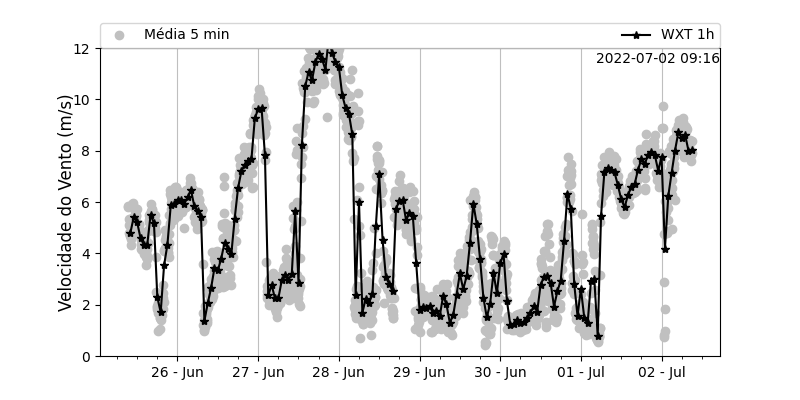 Média 5 min
WXT 1h
2022-07-02 09:16
Velocidade do Vento (m/s)
12
10
8
6
4
2
0
26 - Jun
27 - Jun
28 - Jun
29 - Jun
30 - Jun
01 - Jul
02 - Jul